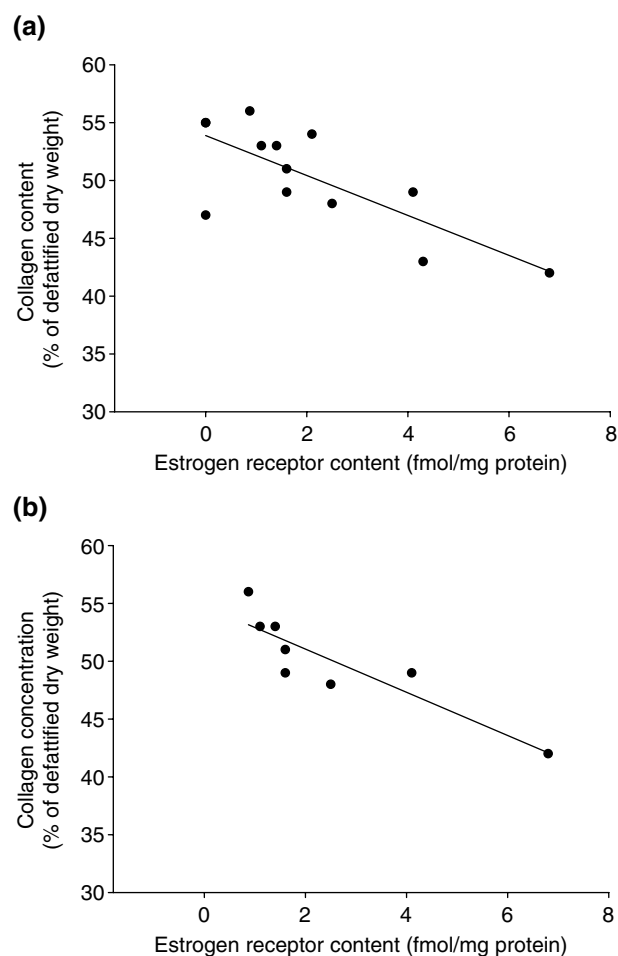 (a)
60
55
50
45
40
35
30
Collagen content
(% of defattified dry weight)
0 2 4 6 8
Estrogen receptor content (fmol/mg protein)
(b)
60
55
50
45
40
35
30
Collagen concentration
(% of defattified dry weight)
0 2 4 6 8
Estrogen receptor content (fmol/mg protein)